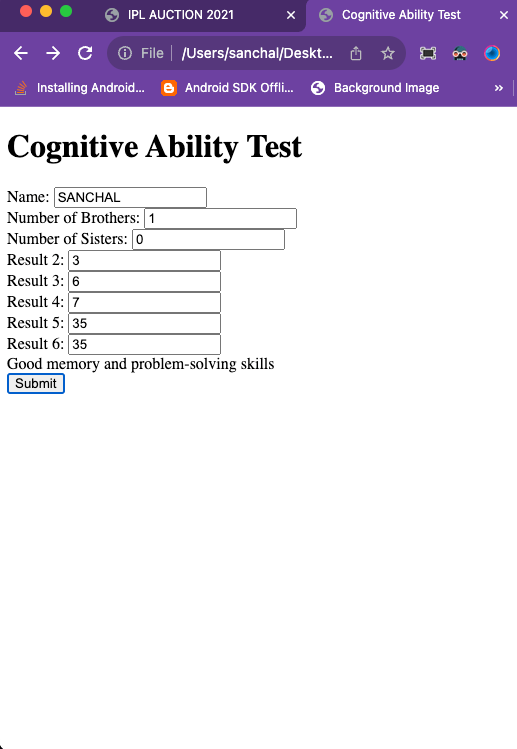 IPL AUCTION 2021
Cognitive Ability Test
File
/Users/sanchal/Deskt...
Installing Android...
Android SDK Offli...
Background Image
»
Cognitive Ability Test
Name: SANCHAL
Number of Brothers: 1
Number of Sisters: 0
Result 2: 3
Result 3: 6
Result 4: 7
Result 5: 35
Result 6: 35
Good memory and problem-solving skills
Submit